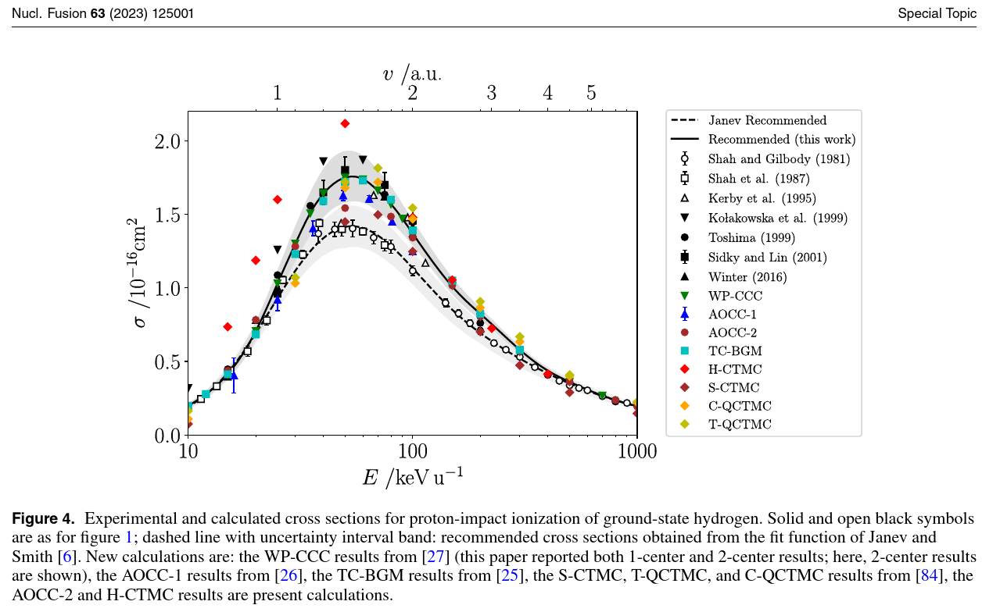 Nucl. Fusion 63 (2023) 125001
Special Topic
v /a.u.
1 2 3 4 5
2.0
1.5
1.0
0.5
0.0
σ /10⁻¹⁶cm²
10 100 1000
E /keV u⁻¹
Janev Recommended
Recommended (this work)
Shah and Gilbody (1981)
Shah et al. (1987)
Kerby et al. (1995)
Kołakowska et al. (1999)
Toshima (1999)
Sidky and Lin (2001)
Winter (2016)
WP-CCC
AOCC-1
AOCC-2
TC-BGM
H-CTMC
S-CTMC
C-QCTMC
T-QCTMC
Figure 4. Experimental and calculated cross sections for proton-impact ionization of ground-state hydrogen. Solid and open black symbols
are as for figure 1; dashed line with uncertainty interval band: recommended cross sections obtained from the fit function of Janev and
Smith [6]. New calculations are: the WP-CCC results from [27] (this paper reported both 1-center and 2-center results; here, 2-center results
are shown), the AOCC-1 results from [26], the TC-BGM results from [25], the S-CTMC, T-QCTMC, and C-QCTMC results from [84], the
AOCC-2 and H-CTMC results are present calculations.